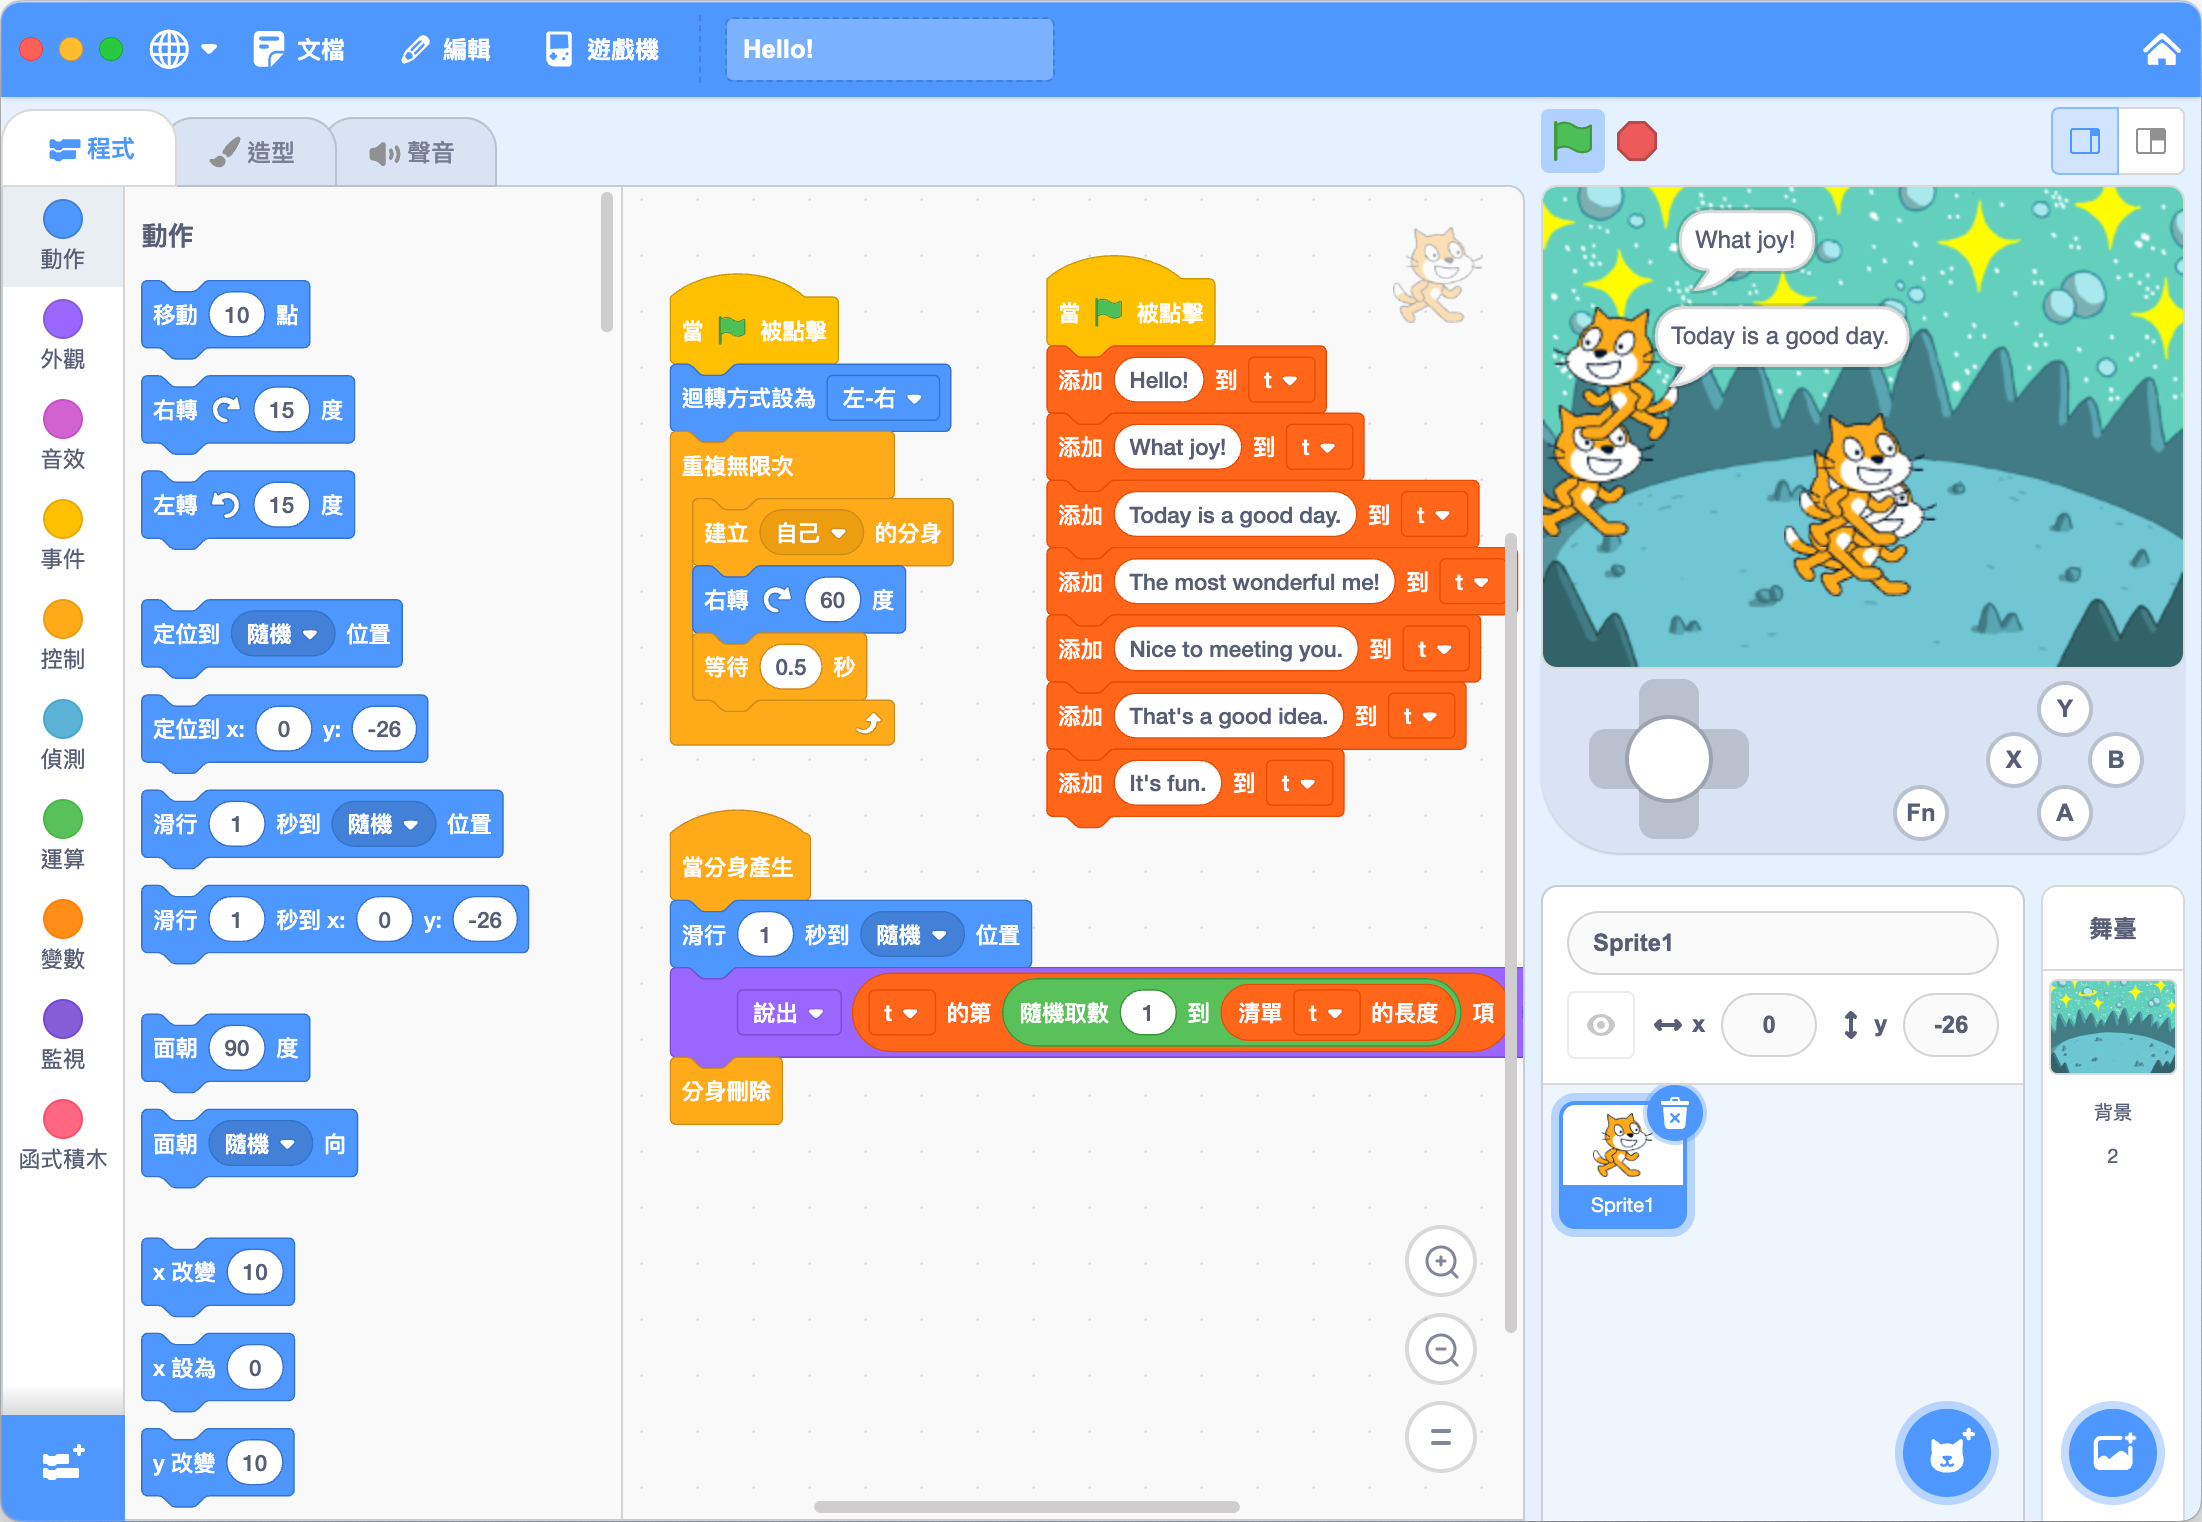 文檔 編輯 遊戲機 Hello!
程式 造型 聲音
動作
外觀
音效
事件
控制
偵測
運算
變數
監視
函式積木
動作
移動 10 點
右轉 15 度
左轉 15 度
定位到 隨機 位置
定位到 x: 0 y: -26
滑行 1 秒到 隨機 位置
滑行 1 秒到 x: 0 y: -26
面朝 90 度
面朝 隨機 向
x 改變 10
x 設為 0
y 改變 10
當 被點擊
迴轉方式設為 左-右
重複無限次
建立 自己 的分身
右轉 60 度
等待 0.5 秒
當分身產生
滑行 1 秒到 隨機 位置
說出 t 的第 隨機取數 1 到 清單 t 的長度 項
分身刪除
當 被點擊
添加 Hello! 到 t
添加 What joy! 到 t
添加 Today is a good day. 到 t
添加 The most wonderful me! 到 t
添加 Nice to meeting you. 到 t
添加 That's a good idea. 到 t
添加 It's fun. 到 t
What joy!
Today is a good day.
Y
X B
Fn A
Sprite1
x 0 y -26
Sprite1
舞臺
背景
2